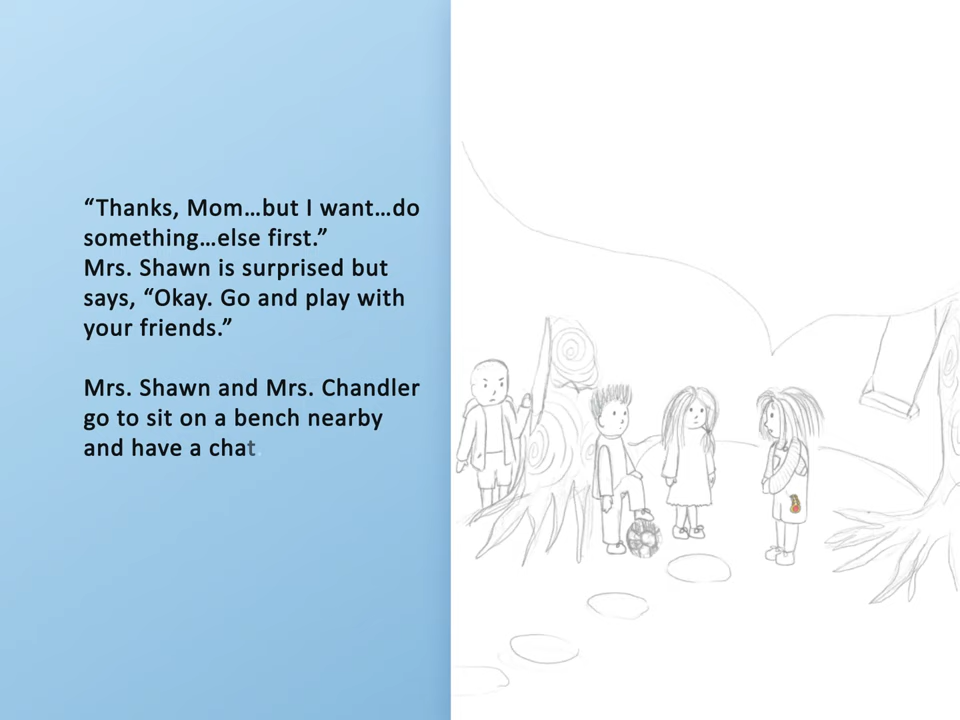 “Thanks, Mom…but I want…do
something…else first.”
Mrs. Shawn is surprised but
says, “Okay. Go and play with
your friends.”
Mrs. Shawn and Mrs. Chandler
go to sit on a bench nearby
and have a chat.